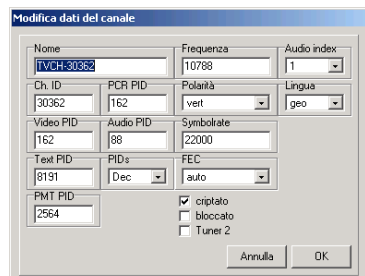 Modifica dati del canale
Nome Frequenza Audio index
TVCH-30362 10788 1
Ch. ID PCR PID Polarità Lingua
30362 162 vert geo
Video PID Audio PID Symbolrate
162 88 22000
Text PID PIDs FEC
8191 Dec auto
PMT PID
2564
criptato
bloccato
Tuner 2
Annulla OK